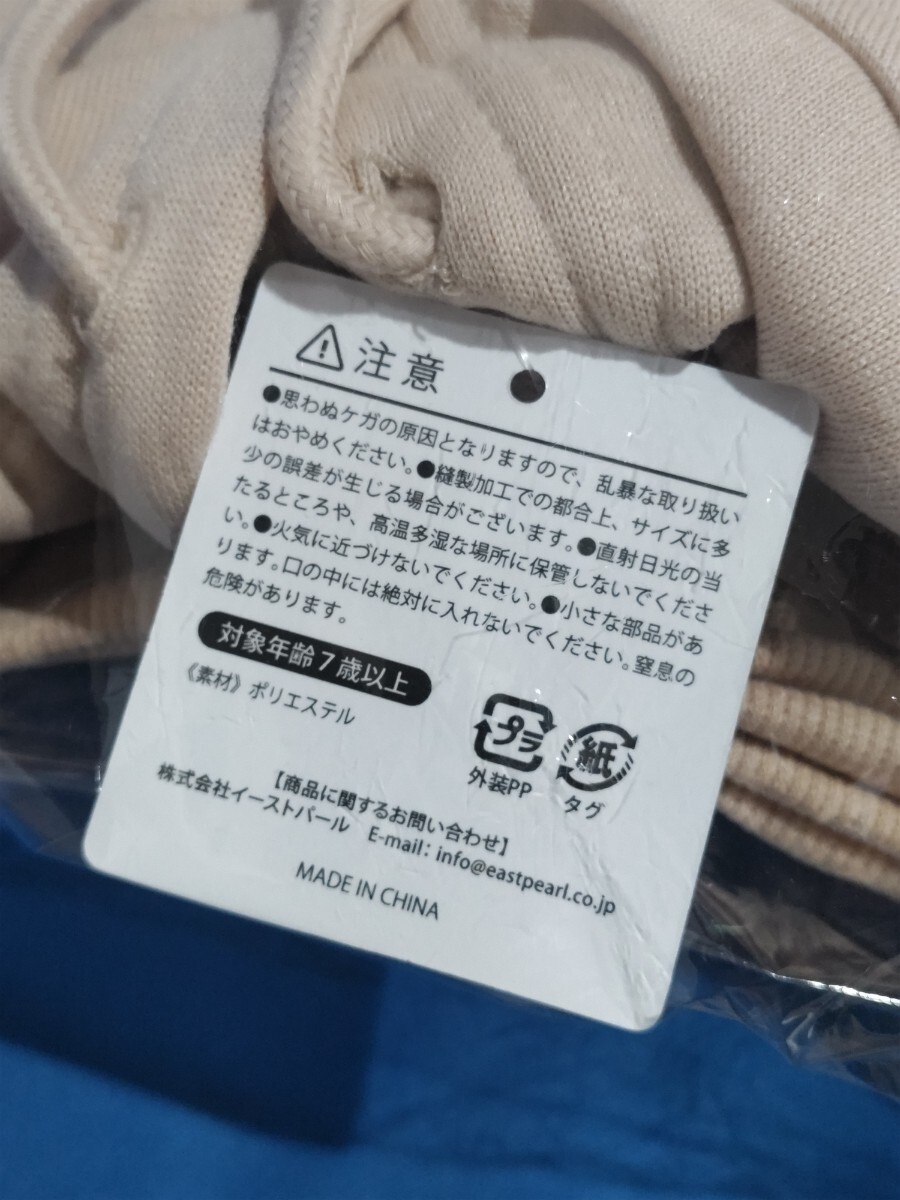 注意
●思わぬケガの原因となりますので、乱暴な取り扱い
はおやめください。●縫製加工での都合上、サイズに多
少の誤差が生じる場合がございます。●直射日光の当
たるところや、高温多湿な場所に保管しないでくださ
い。●火気に近づけないでください。●小さな部品があ
ります。口の中には絶対に入れないでください。窒息の
危険があります。
対象年齢7歳以上
《素材》ポリエステル
プラ
外装PP
紙
タグ
【商品に関するお問い合わせ】
株式会社イーストパール E-mail：info@eastpearl.co.jp
MADE IN CHINA